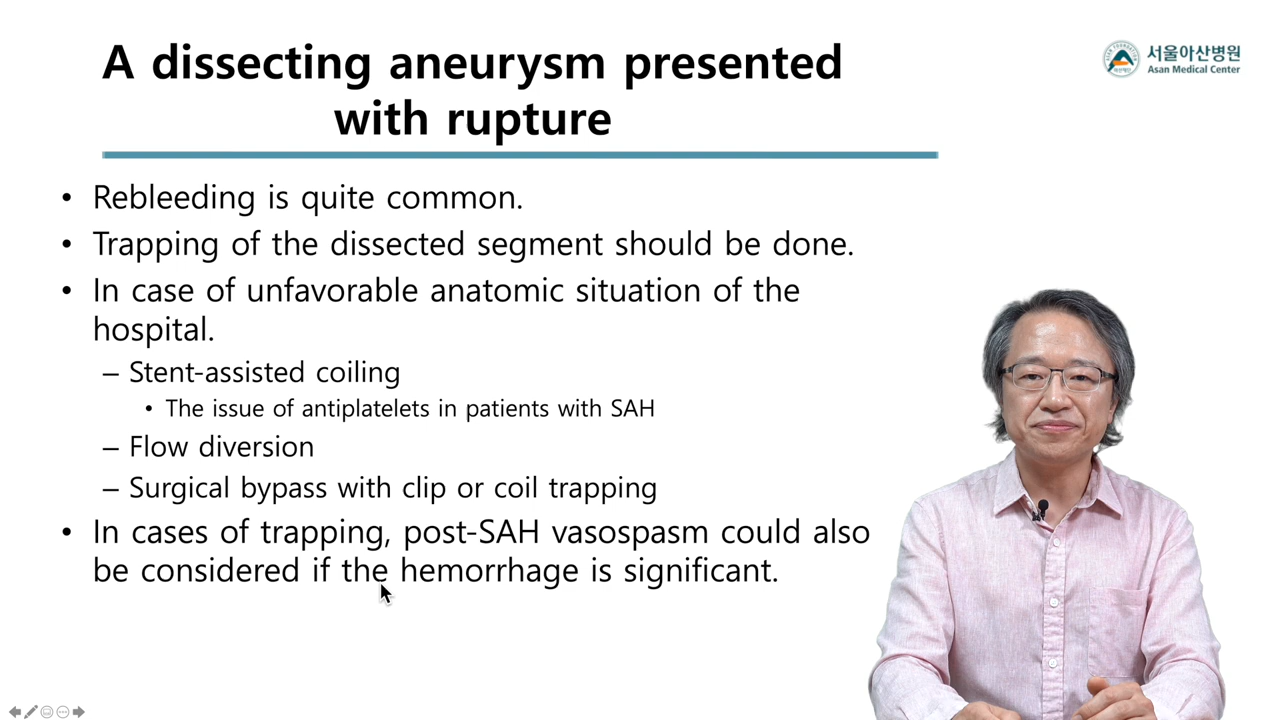 A dissecting aneurysm presented
with rupture
서울아산병원
Asan Medical Center
• Rebleeding is quite common.
• Trapping of the dissected segment should be done.
• In case of unfavorable anatomic situation of the
hospital.
– Stent-assisted coiling
• The issue of antiplatelets in patients with SAH
– Flow diversion
– Surgical bypass with clip or coil trapping
• In cases of trapping, post-SAH vasospasm could also
be considered if the hemorrhage is significant.